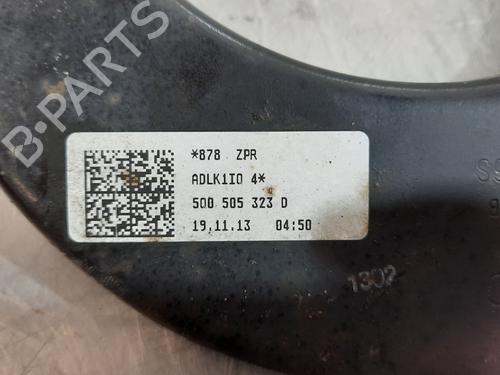 B-PARTS
*878 ZPR
ADLK1I0 4*
5Q0 505 323 D
19.11.13 04:50
1302